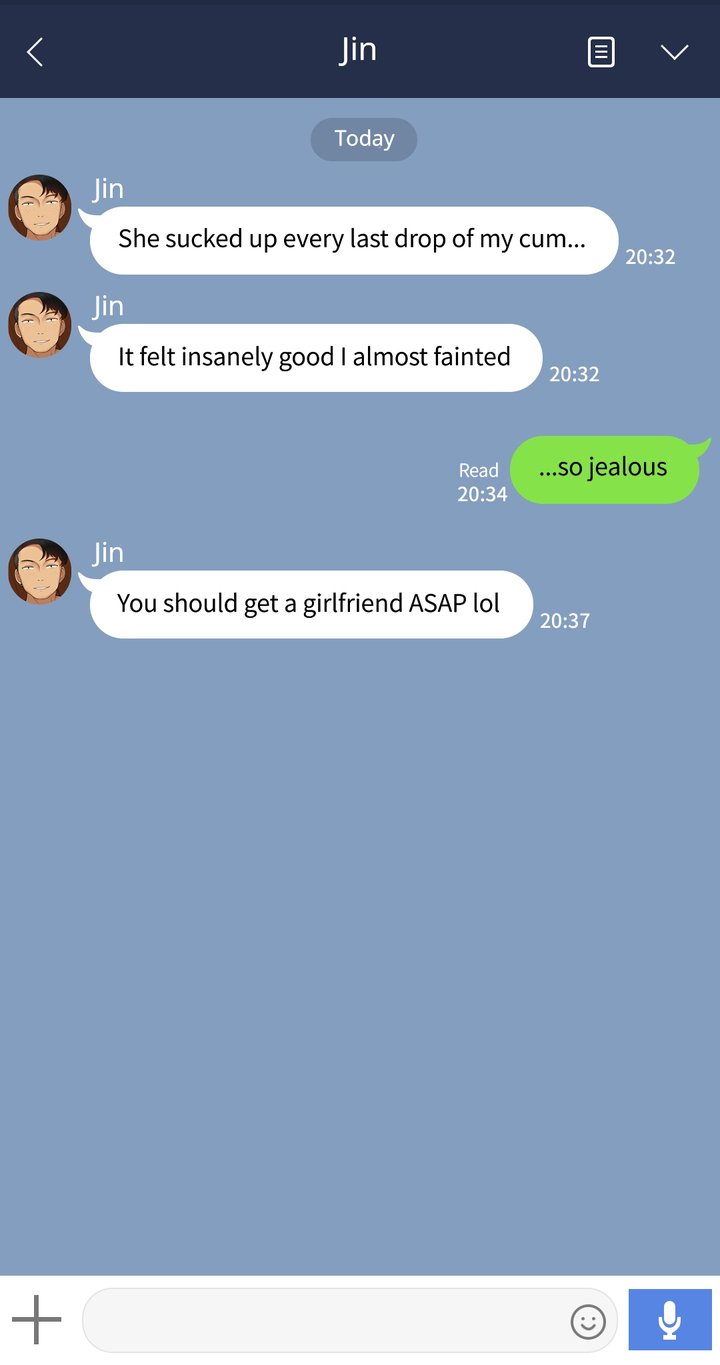 Jin
Today
Jin
She sucked up every last drop of my cum...
20:32
Jin
It felt insanely good I almost fainted
20:32
...so jealous
Read
20:34
Jin
You should get a girlfriend ASAP lol
20:37